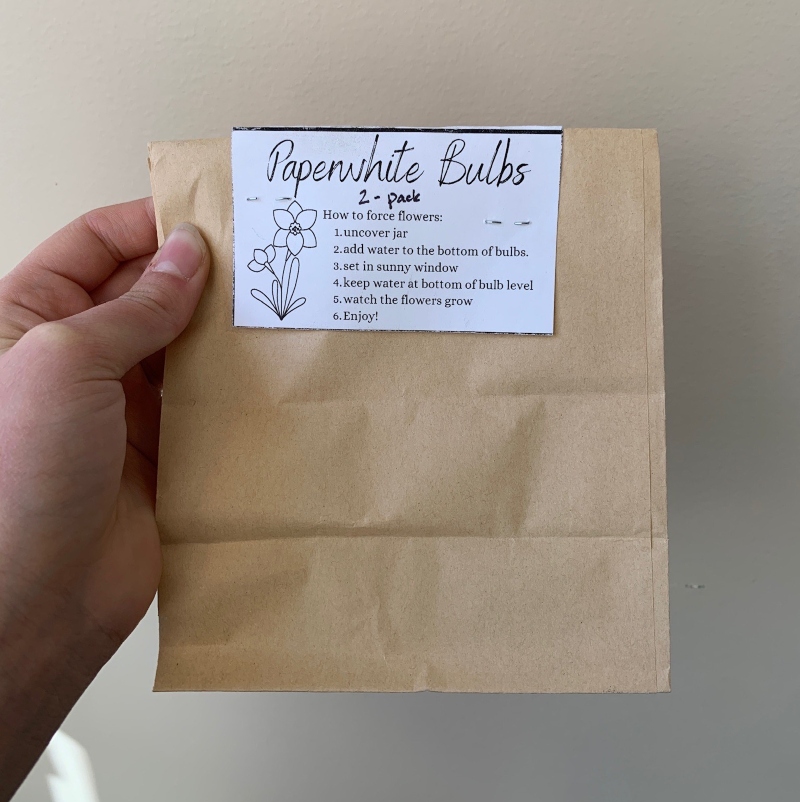 Paperwhite Bulbs
2-pack
How to force flowers:
1.uncover jar
2.add water to the bottom of bulbs.
3.set in sunny window
4.keep water at bottom of bulb level
5.watch the flowers grow
6.Enjoy!